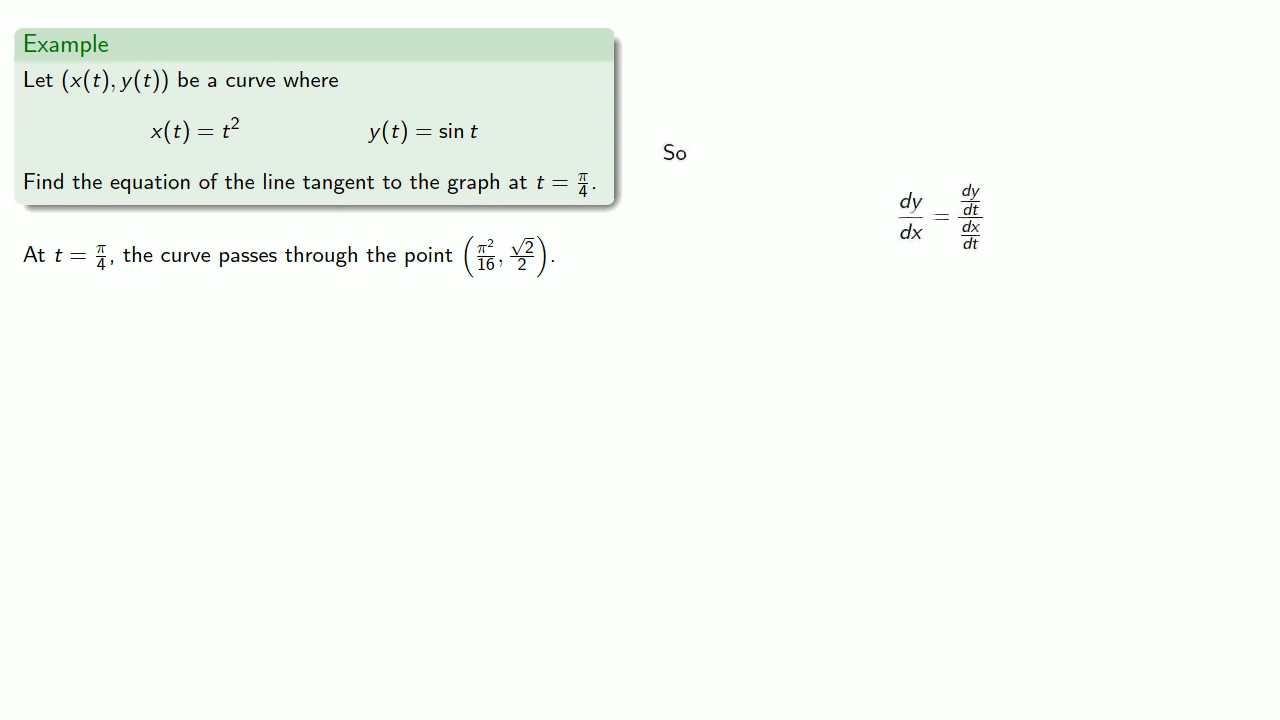 Example
Let (x(t), y(t)) be a curve where
x(t) = t² y(t) = sin t
Find the equation of the line tangent to the graph at t = π/4.
At t = π/4, the curve passes through the point (π²/16, √2/2).
So
dy/dx = (dy/dt)/(dx/dt)